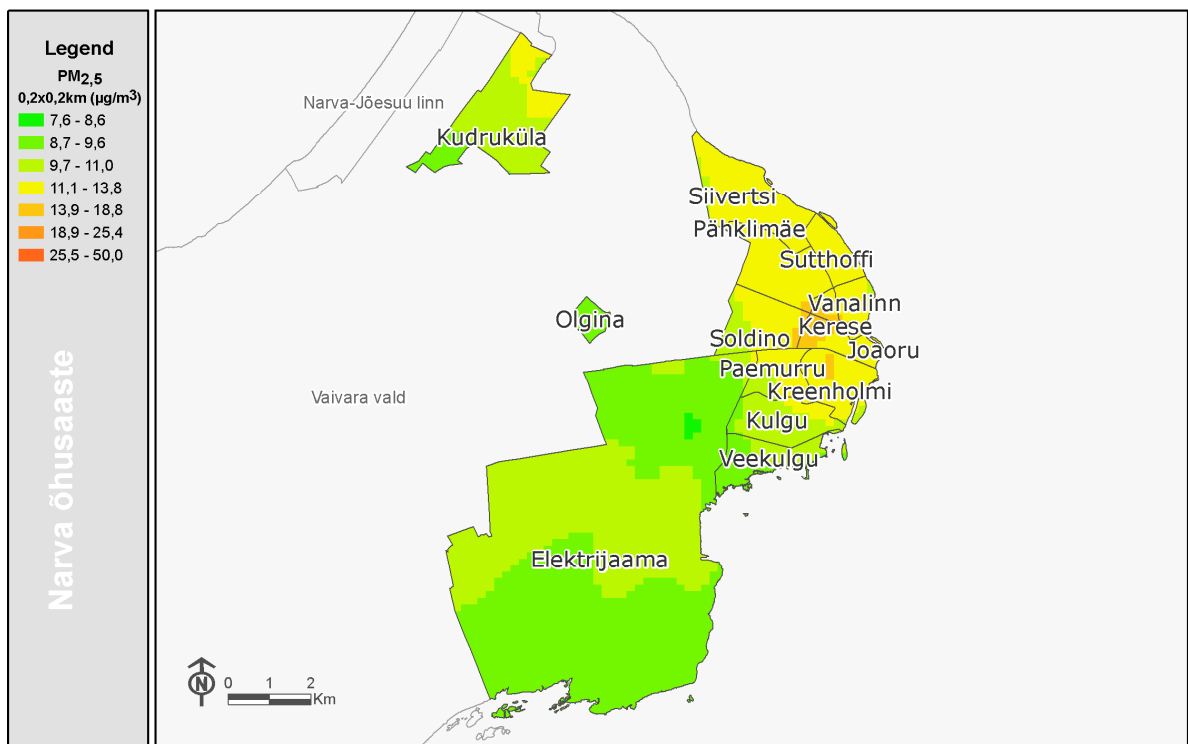 Legend
PM2,5
0,2x0,2km (µg/m³)
7,6 - 8,6
8,7 - 9,6
9,7 - 11,0
11,1 - 13,8
13,9 - 18,8
18,9 - 25,4
25,5 - 50,0
Narva õhusaaste
Narva-Jõesuu linn
Kudruküla
Siivertsi
Pähklimäe
Sutthoffi
Vanalinn
Olgina
Kerese
Soldino
Joaoru
Paemurru
Kreenholmi
Vaivara vald
Kulgu
Veekulgu
Elektrijaama
N
0 1 2
Km